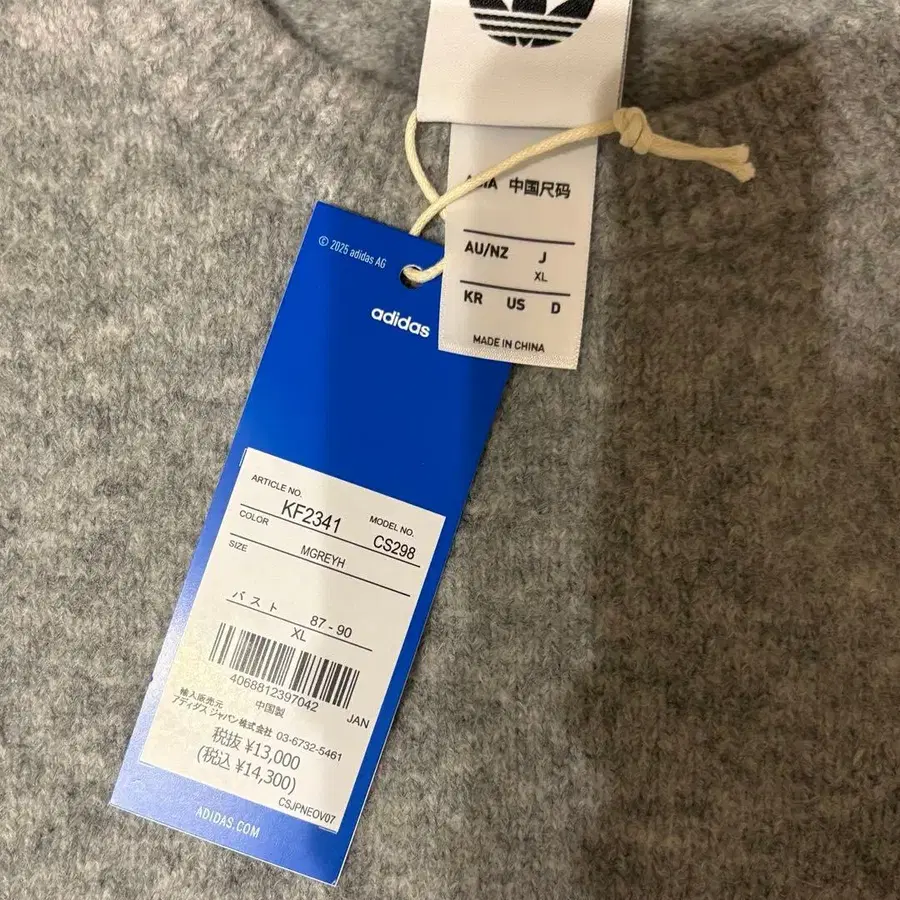 ASIA 中国尺码
AU/NZ J
XL
KR US D
MADE IN CHINA
© 2025 adidas AG
adidas
ARTICLE NO.
KF2341
MODEL NO.
CS298
COLOR
MGREYH
SIZE
バスト 87 - 90
XL
4068812397042
JAN
中国製
輸入販売元
アディダス ジャパン株式会社 03-6732-5461
税抜 ¥13,000
(税込 ¥14,300)
CSJPNEOV07
ADIDAS.COM